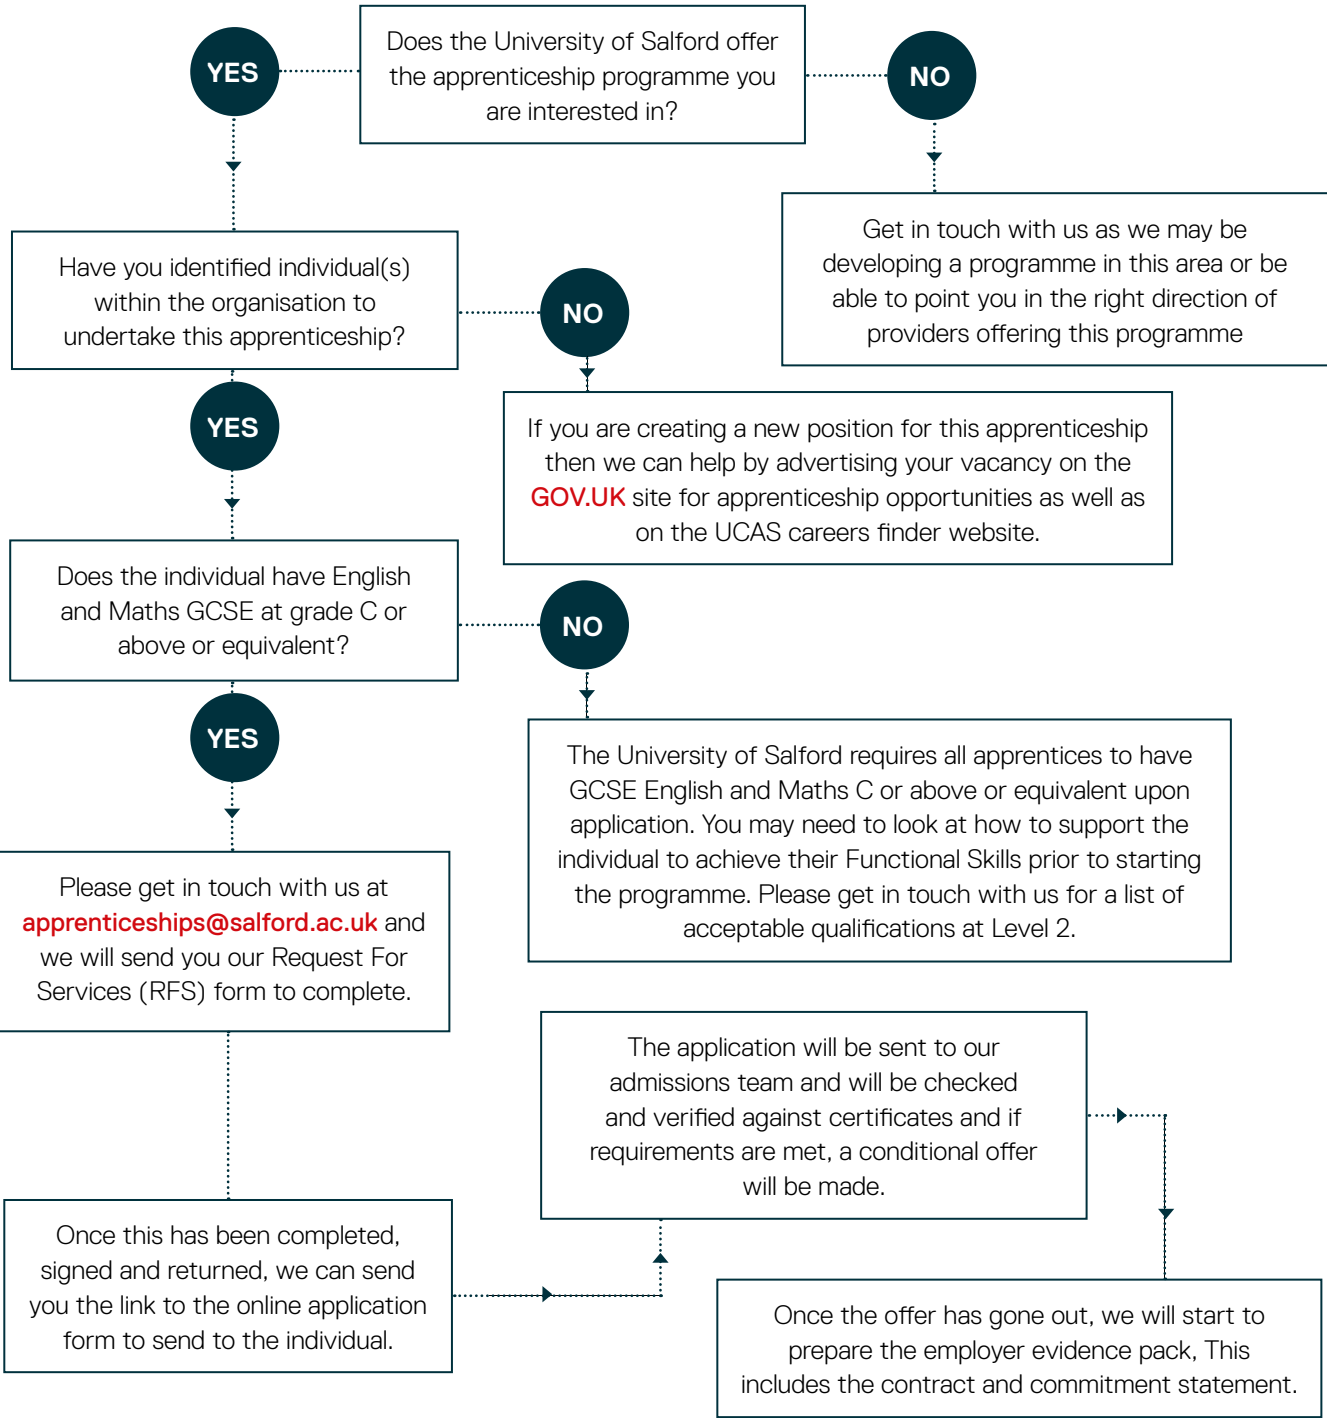 Does the University of Salford offer
the apprenticeship programme you
are interested in?
YES
NO
Get in touch with us as we may be
developing a programme in this area or be
able to point you in the right direction of
providers offering this programme
Have you identified individual(s)
within the organisation to
undertake this apprenticeship?
NO
YES
If you are creating a new position for this apprenticeship
then we can help by advertising your vacancy on the
GOV.UK site for apprenticeship opportunities as well as
on the UCAS careers finder website.
Does the individual have English
and Maths GCSE at grade C or
above or equivalent?
NO
YES
The University of Salford requires all apprentices to have
GCSE English and Maths C or above or equivalent upon
application. You may need to look at how to support the
individual to achieve their Functional Skills prior to starting
the programme. Please get in touch with us for a list of
acceptable qualifications at Level 2.
Please get in touch with us at
apprenticeships@salford.ac.uk and
we will send you our Request For
Services (RFS) form to complete.
Once this has been completed,
signed and returned, we can send
you the link to the online application
form to send to the individual.
The application will be sent to our
admissions team and will be checked
and verified against certificates and if
requirements are met, a conditional offer
will be made.
Once the offer has gone out, we will start to
prepare the employer evidence pack, This
includes the contract and commitment statement.